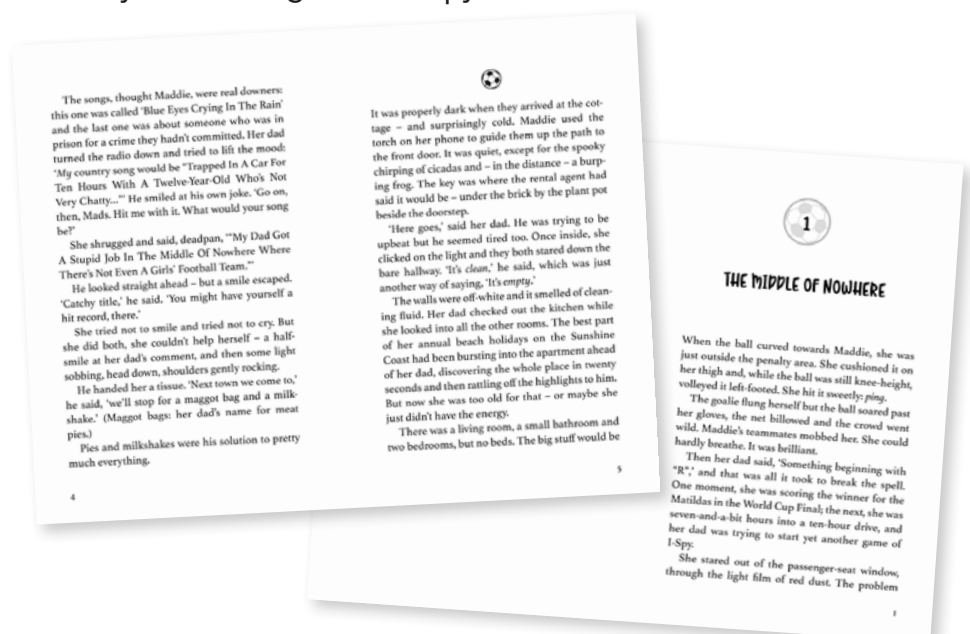 The songs, thought Maddie, were real downers:
this one was called ‘Blue Eyes Crying In The Rain’
and the last one was about someone who was in
prison for a crime they hadn’t committed. Her dad
turned the radio down and tried to lift the mood:
‘My country song would be “Trapped In A Car For
Ten Hours With A Twelve-Year-Old Who’s Not
Very Chatty...”’ He smiled at his own joke. ‘Go on,
then, Mads. Hit me with it. What would your song
be?’
She shrugged and said, deadpan, ‘“My Dad Got
A Stupid Job In The Middle Of Nowhere Where
There’s Not Even A Girls’ Football Team.”’
He looked straight ahead – but a smile escaped.
‘Catchy title,’ he said. ‘You might have yourself a
hit record, there.’
She tried not to smile and tried not to cry. But
she did both, she couldn’t help herself – a half-
smile at her dad’s comment, and then some light
sobbing, head down, shoulders gently rocking.
He handed her a tissue. ‘Next town we come to,’
he said, ‘we’ll stop for a maggot bag and a milk-
shake.’ (Maggot bags: her dad’s name for meat
pies.)
Pies and milkshakes were his solution to pretty
much everything.
4
It was properly dark when they arrived at the cot-
tage – and surprisingly cold. Maddie used the
torch on her phone to guide them up the path to
the front door. It was quiet, except for the spooky
chirping of cicadas and – in the distance – a burp-
ing frog. The key was where the rental agent had
said it would be – under the brick by the plant pot
beside the doorstep.
‘Here goes,’ said her dad. He was trying to be
upbeat but he seemed tired too. Once inside, she
clicked on the light and they both stared down the
bare hallway. ‘It’s clean,’ he said, which was just
another way of saying, ‘It’s empty.’
The walls were off-white and it smelled of clean-
ing fluid. Her dad checked out the kitchen while
she looked into all the other rooms. The best part
of her annual beach holidays on the Sunshine
Coast had been bursting into the apartment ahead
of her dad, discovering the whole place in twenty
seconds and then rattling off the highlights to him.
But now she was too old for that – or maybe she
just didn’t have the energy.
There was a living room, a small bathroom and
two bedrooms, but no beds. The big stuff would be
5
1
THE MIDDLE OF NOWHERE
When the ball curved towards Maddie, she was
just outside the penalty area. She cushioned it on
her thigh and, while the ball was still knee-height,
volleyed it left-footed. She hit it sweetly: ping.
The goalie flung herself but the ball soared past
her gloves, the net billowed and the crowd went
wild. Maddie’s teammates mobbed her. She could
hardly breathe. It was brilliant.
Then her dad said, ‘Something beginning with
“R”,’ and that was all it took to break the spell.
One moment, she was scoring the winner for the
Matildas in the World Cup Final; the next, she was
seven-and-a-bit hours into a ten-hour drive, and
her dad was trying to start yet another game of
I-Spy.
She stared out of the passenger-seat window,
through the light film of red dust. The problem
1